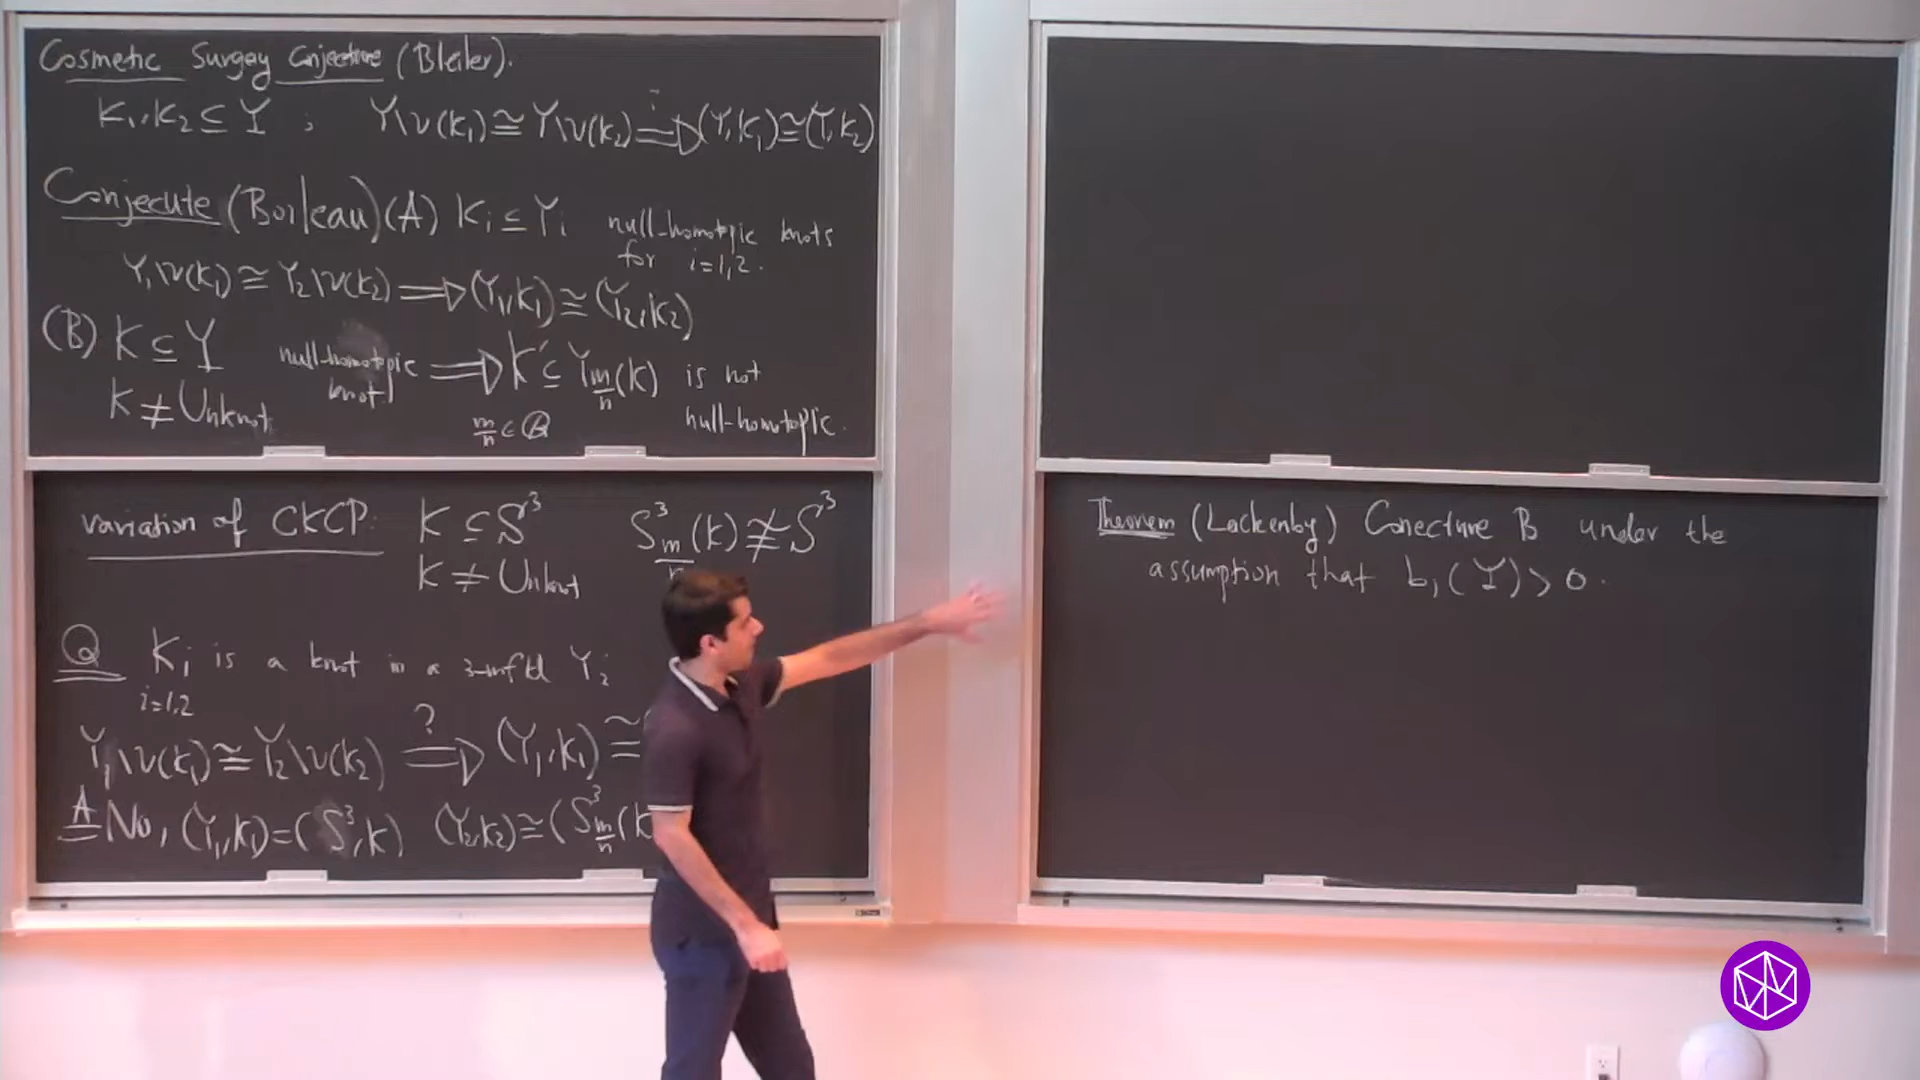 Cosmetic Surgey Conjecture (Bleiler).
K₁,K₂ ⊆ Y ; Y\ν(K₁) ≅ Y\ν(K₂) ⟹ (Y,K₁) ≅ (Y,K₂)
Conjecute (Boileau) (A) Kᵢ ⊆ Yᵢ null-homotopic knots
for i=1,2.
Y₁\ν(K₁) ≅ Y₂\ν(K₂) ⟹ (Y₁,K₁) ≅ (Y₂,K₂)
(B) K ⊆ Y null-homotopic ⟹ K' ⊆ Y_{m/n}(K) is not
K ≠ Unknot knot m/n ∈ Q null-homotopic.
variation of CKCP: K ⊆ S³ S³_{m/n}(K) ≇ S³
K ≠ Unknot
Q Kᵢ is a knot in a 3-mfld Yᵢ
i=1,2
Y₁\ν(K₁) ≅ Y₂\ν(K₂) ⟹? (Y₁,K₁) ≅
A No, (Y₁,K₁) = (S³,K) (Y₂,K₂) ≅ (S³_{m/n}(K
Theorem (Lackenby) Conecture B under the
assumption that b₁(Y) > 0.